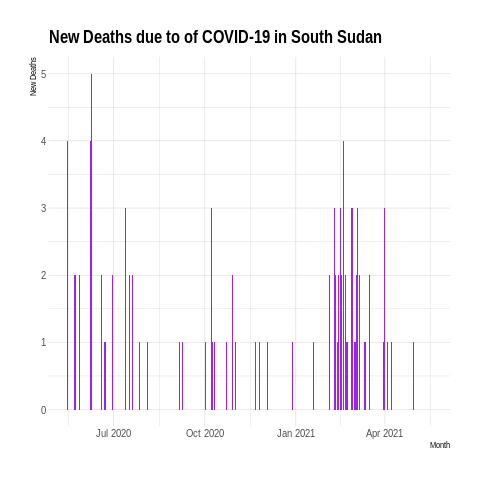 New Deaths due to of COVID-19 in South Sudan
New Deaths
5
4
3
2
1
0
Jul 2020 Oct 2020 Jan 2021 Apr 2021
Month